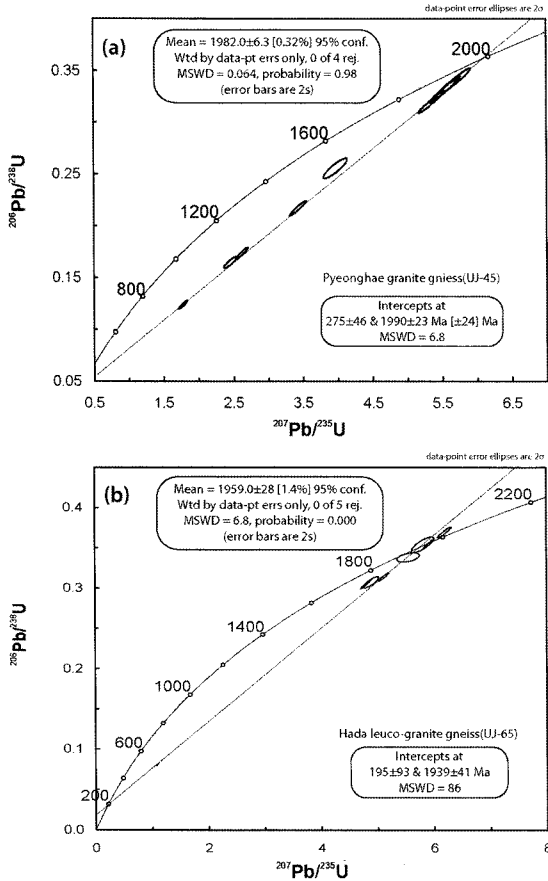 data-point error ellipses are 2σ
(a)
Mean = 1982.0±6.3 [0.32%] 95% conf.
Wtd by data-pt errs only, 0 of 4 rej.
MSWD = 0.064, probability = 0.98
(error bars are 2s)
2000
1600
1200
800
0.35
0.25
0.15
0.05
²⁰⁶Pb/²³⁸U
Pyeonghae granite gniess(UJ-45)
Intercepts at
275±46 & 1990±23 Ma [±24] Ma
MSWD = 6.8
0.5 1.5 2.5 3.5 4.5 5.5 6.5
²⁰⁷Pb/²³⁵U
data-point error ellipses are 2σ
(b)
Mean = 1959.0±28 [1.4%] 95% conf.
Wtd by data-pt errs only, 0 of 5 rej.
MSWD = 6.8, probability = 0.000
(error bars are 2s)
2200
1800
1400
1000
600
200
0.4
0.3
0.2
0.1
0.0
²⁰⁶Pb/²³⁸U
Hada leuco-granite gneiss(UJ-65)
Intercepts at
195±93 & 1939±41 Ma
MSWD = 86
0 2 4 6 8
²⁰⁷Pb/²³⁵U